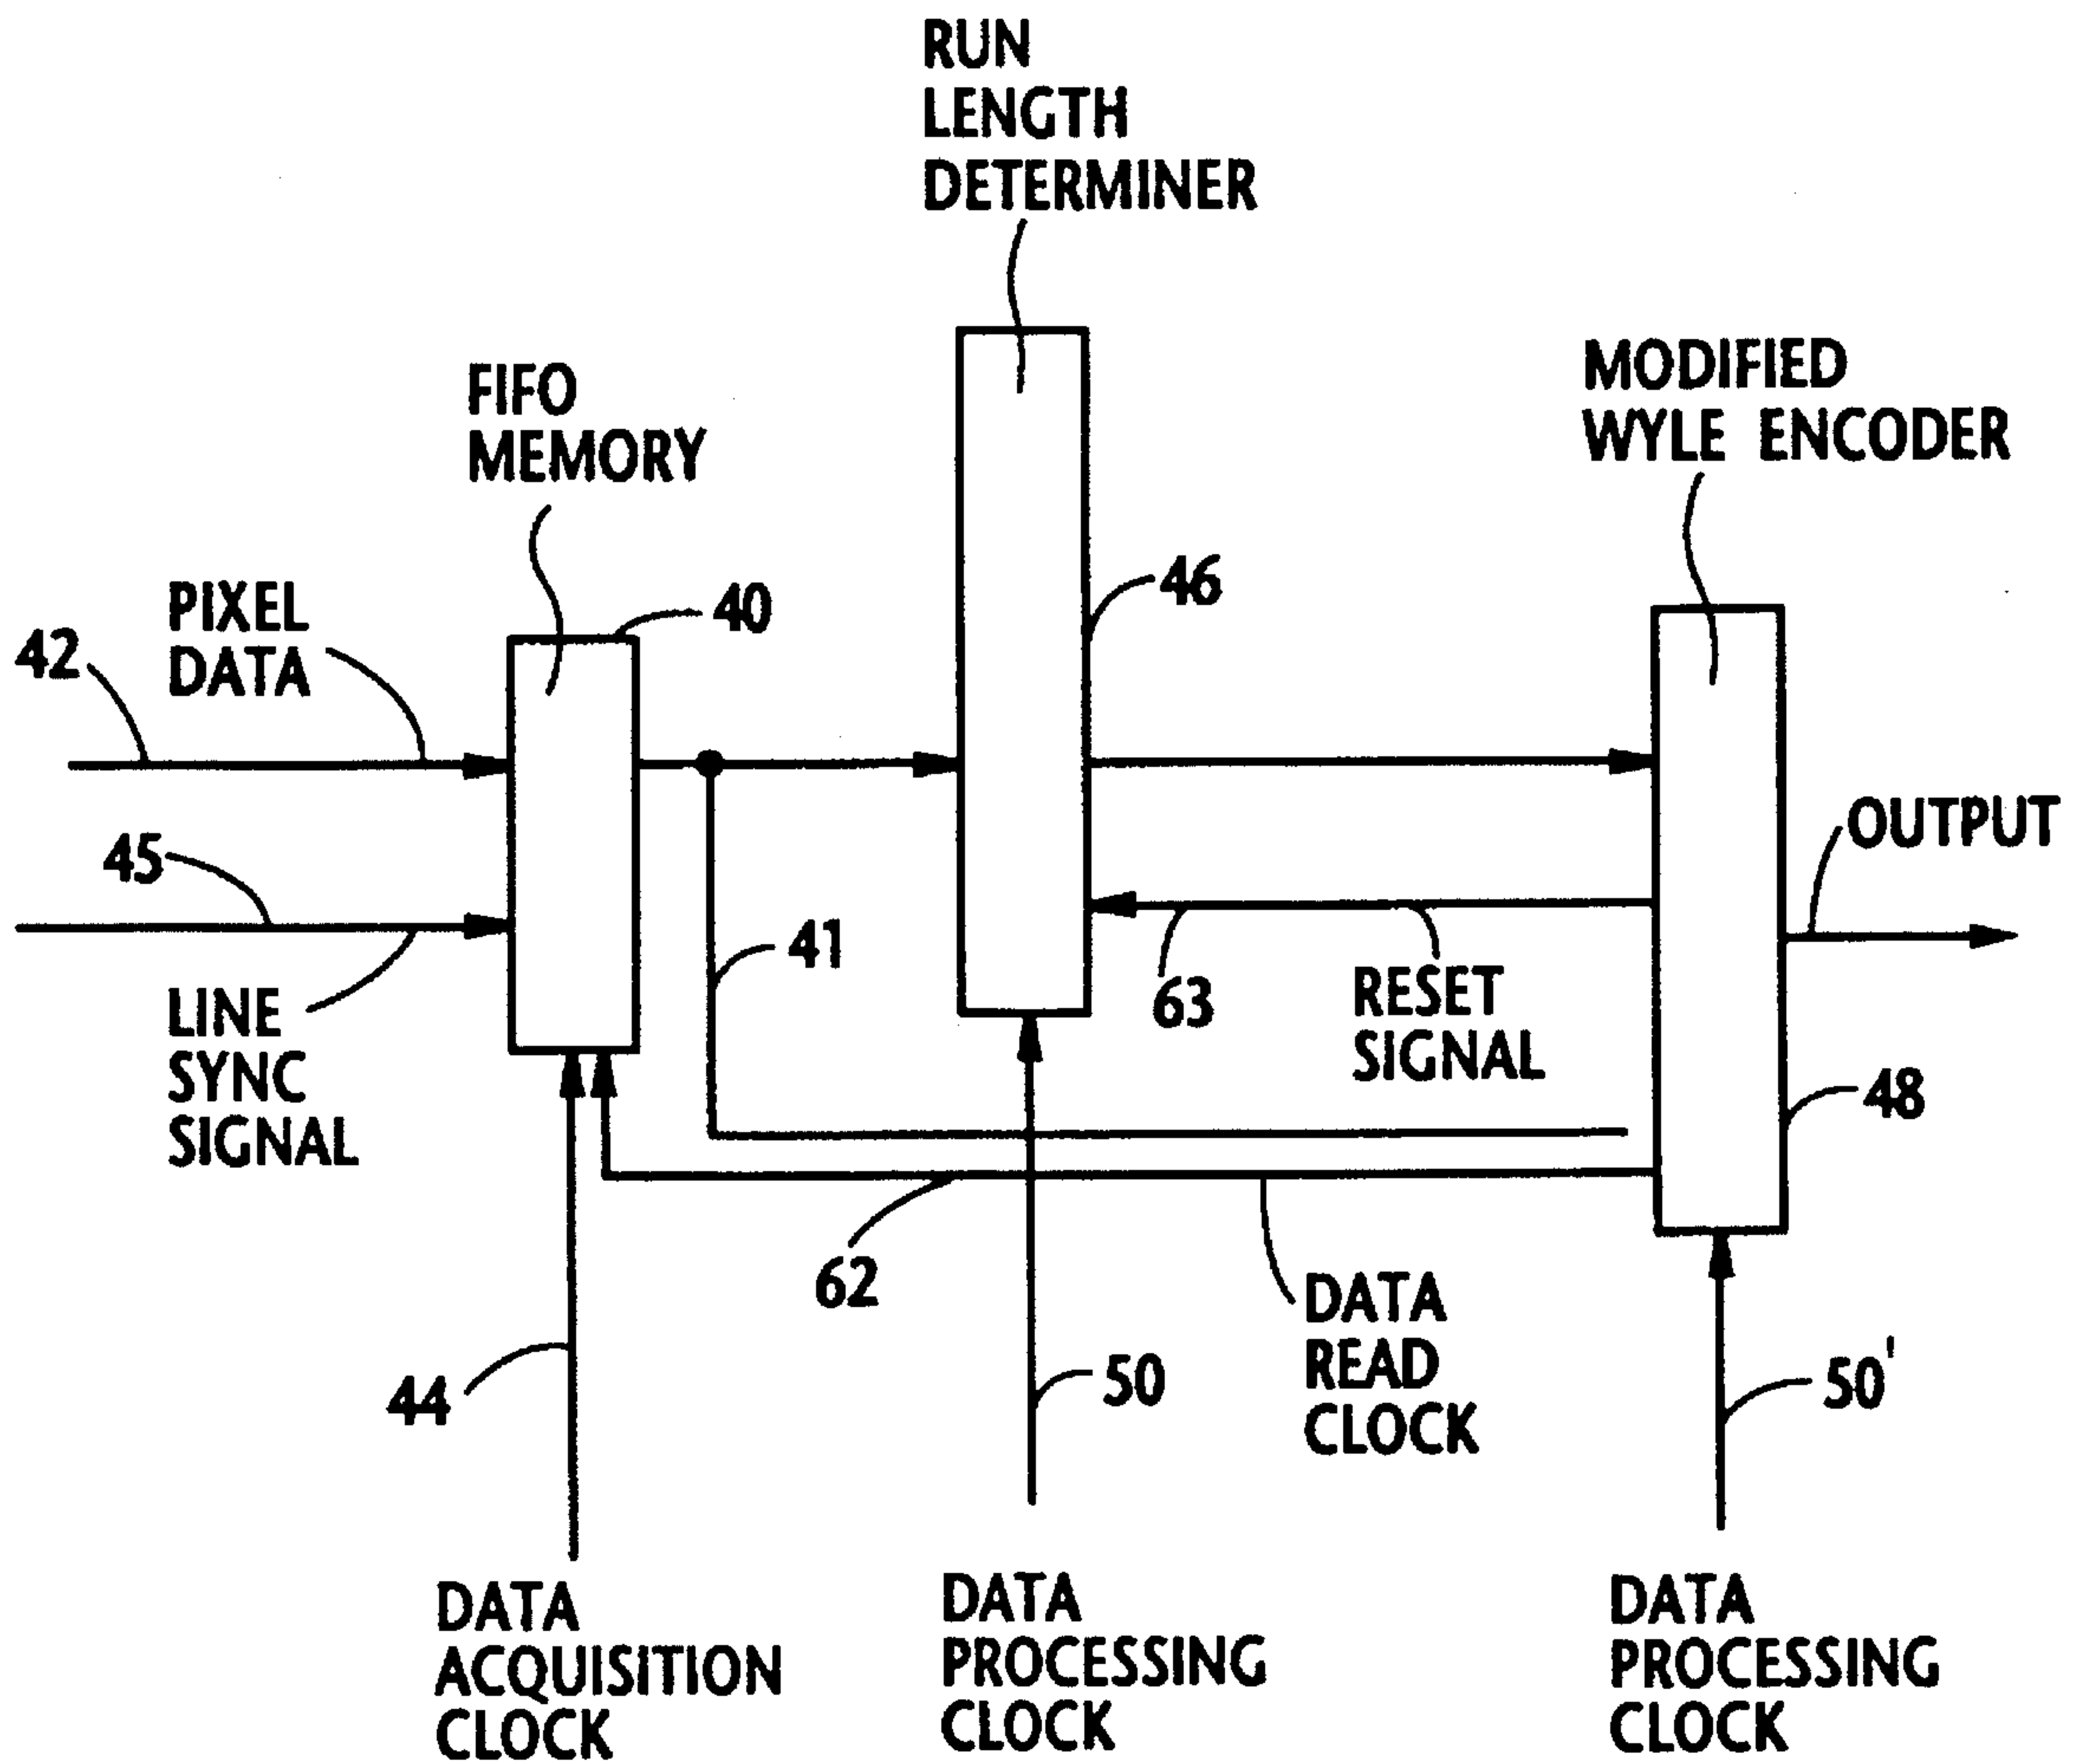 RUN
LENGTH
DETERMINER
MODIFIED
WYLE ENCODER
FIFO
MEMORY
PIXEL
DATA
42
40
46
45
41
OUTPUT
LINE
SYNC
SIGNAL
63
RESET
SIGNAL
48
62
DATA
READ
CLOCK
44
50
50'
DATA
ACQUISITION
CLOCK
DATA
PROCESSING
CLOCK
DATA
PROCESSING
CLOCK